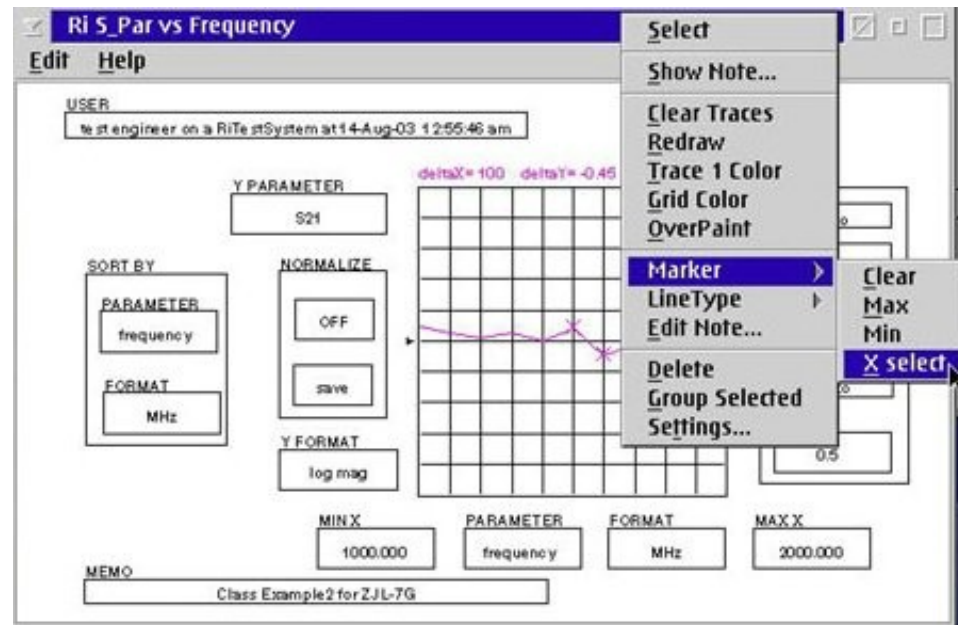 Ri S_Par vs Frequency
Edit Help
USER
test engineer on a RiTestSystem at 14-Aug-03 12:55:46 am
Y PARAMETER
S21
deltaX= 100 deltaY= -0.45
SORT BY
PARAMETER
frequency
FORMAT
MHz
NORMALIZE
OFF
save
Y FORMAT
log mag
Select
Show Note...
Clear Traces
Redraw
Trace 1 Color
Grid Color
OverPaint
Marker
LineType
Edit Note...
Delete
Group Selected
Settings...
Clear
Max
Min
X select
0.5
MIN X
1000.000
PARAMETER
frequency
FORMAT
MHz
MAX X
2000.000
MEMO
Class Example2 for ZJL-7G